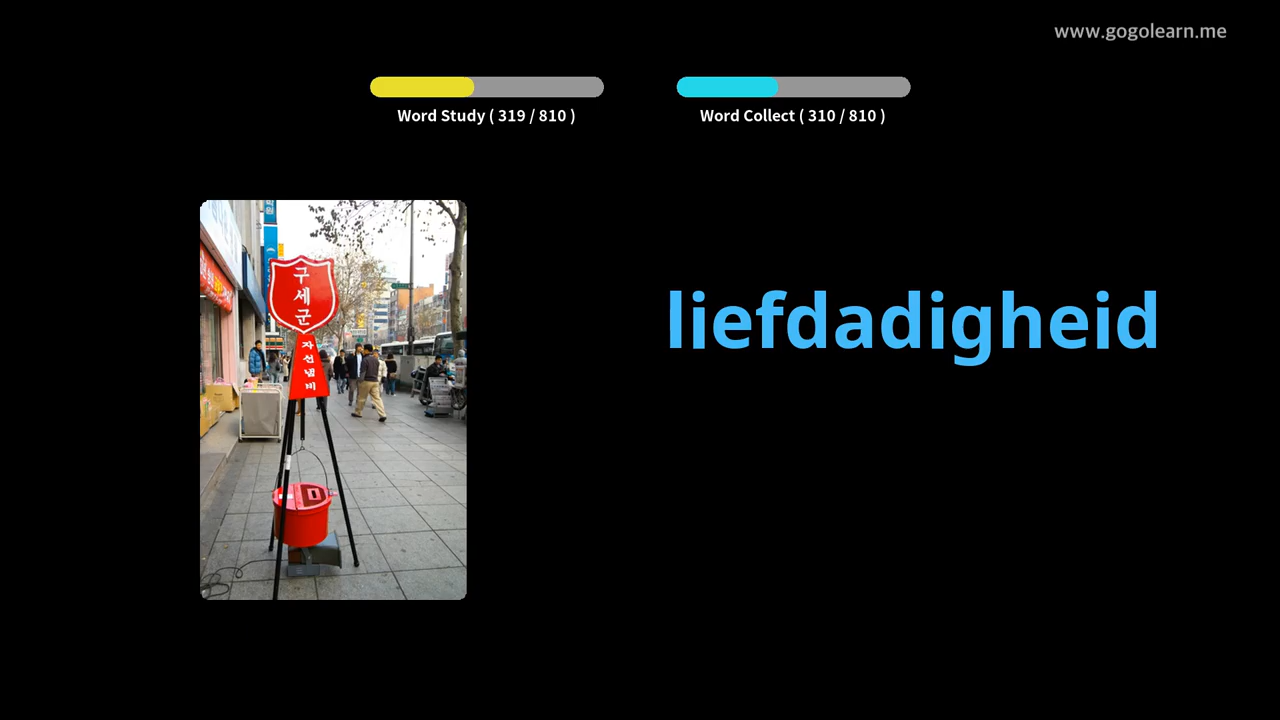 www.gogolearn.me
Word Study ( 319 / 810 )
Word Collect ( 310 / 810 )
liefdadigheid
구
세
군
자
선
냄
비